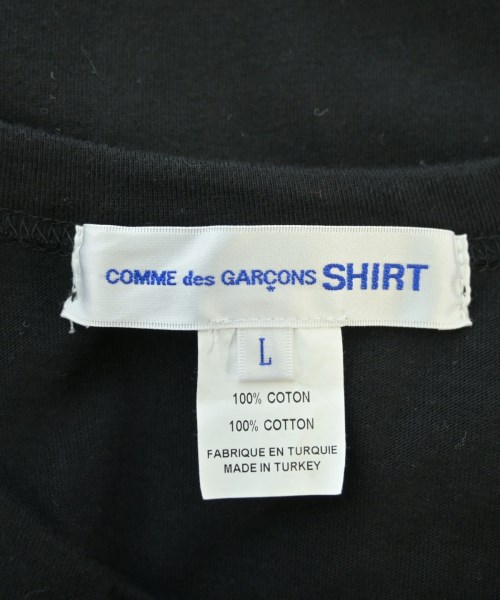 COMME des GARÇONS SHIRT
L
100% COTON
100% COTTON
FABRIQUE EN TURQUIE
MADE IN TURKEY